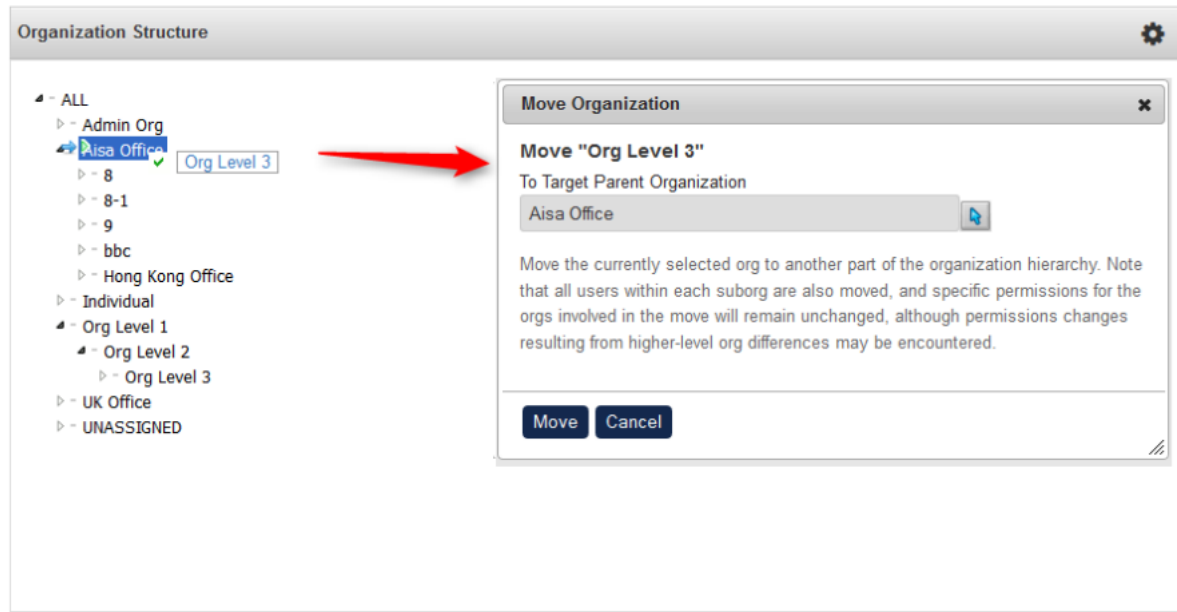 Organization Structure
ALL
Admin Org
Aisa Office
Org Level 3
8
8-1
9
bbc
Hong Kong Office
Individual
Org Level 1
Org Level 2
Org Level 3
UK Office
UNASSIGNED
Move Organization
Move "Org Level 3"
To Target Parent Organization
Aisa Office
Move the currently selected org to another part of the organization hierarchy. Note
that all users within each suborg are also moved, and specific permissions for the
orgs involved in the move will remain unchanged, although permissions changes
resulting from higher-level org differences may be encountered.
Move Cancel